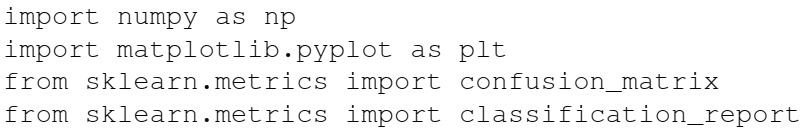 import numpy as np
import matplotlib.pyplot as plt
from sklearn.metrics import confusion_matrix
from sklearn.metrics import classification_report